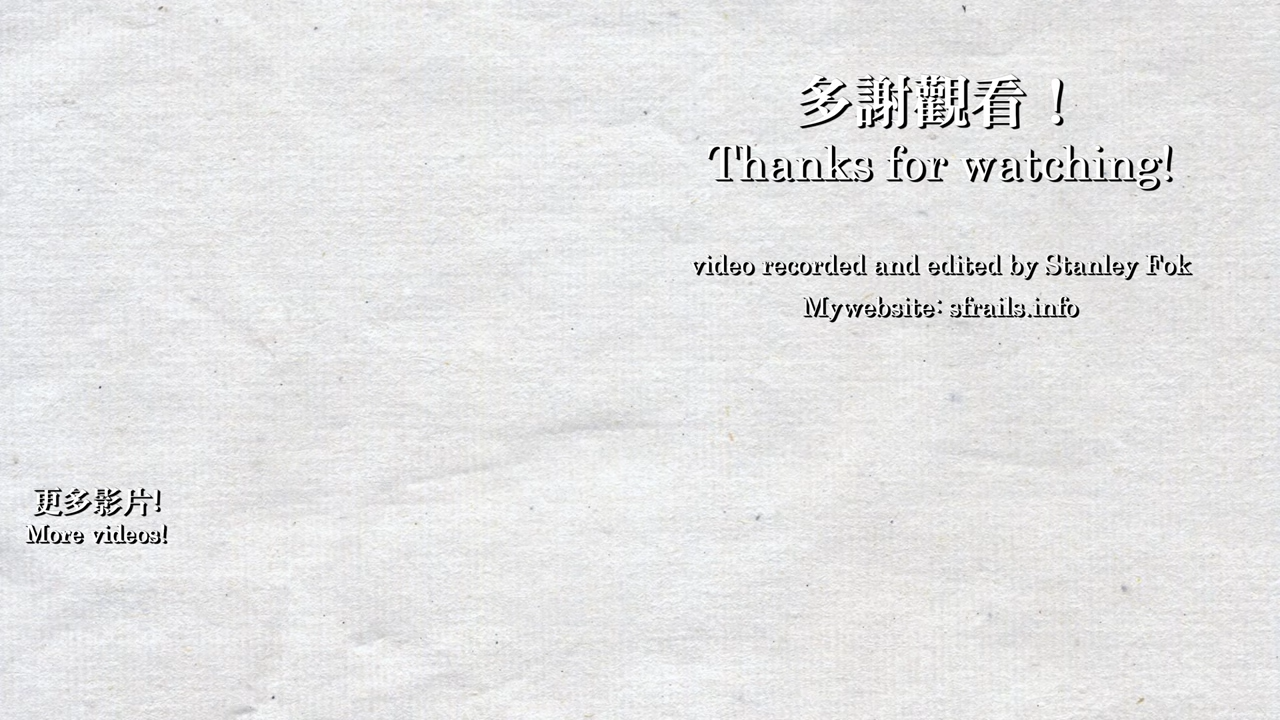 多謝觀看！
Thanks for watching!
video recorded and edited by Stanley Fok
Mywebsite: sfrails.info
更多影片!
More videos!